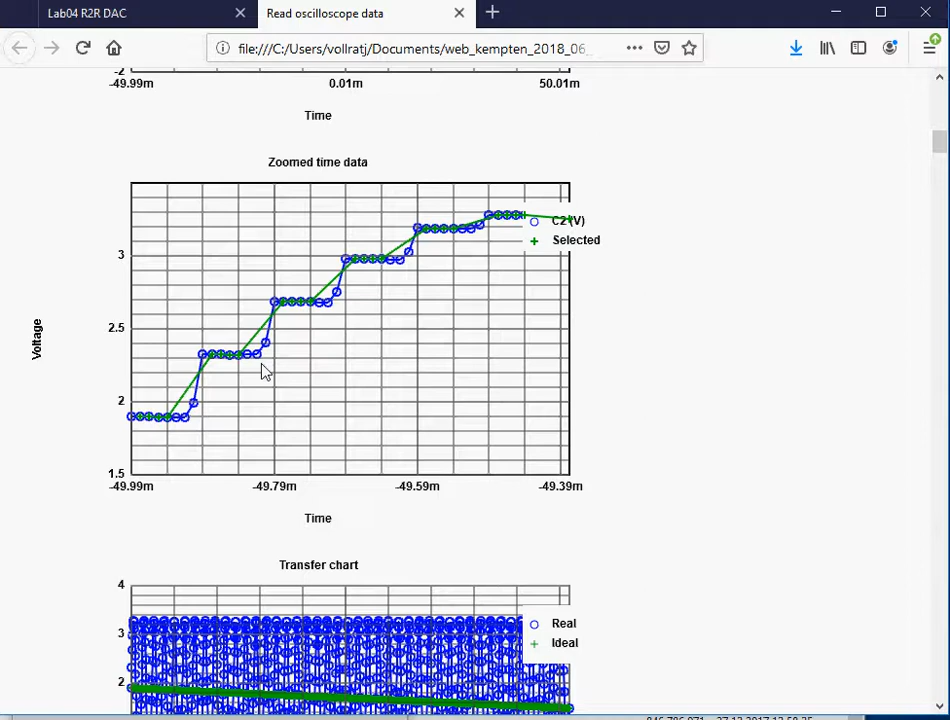 Lab04 R2R DAC
Read oscilloscope data
file:///C:/Users/vollratj/Documents/web_kempten_2018_06_
-2
-49.99m 0.01m 50.01m
Time
Zoomed time data
C2 (V)
Selected
3
2.5
2
1.5
Voltage
-49.99m -49.79m -49.59m -49.39m
Time
Transfer chart
4
3
2
Real
Ideal